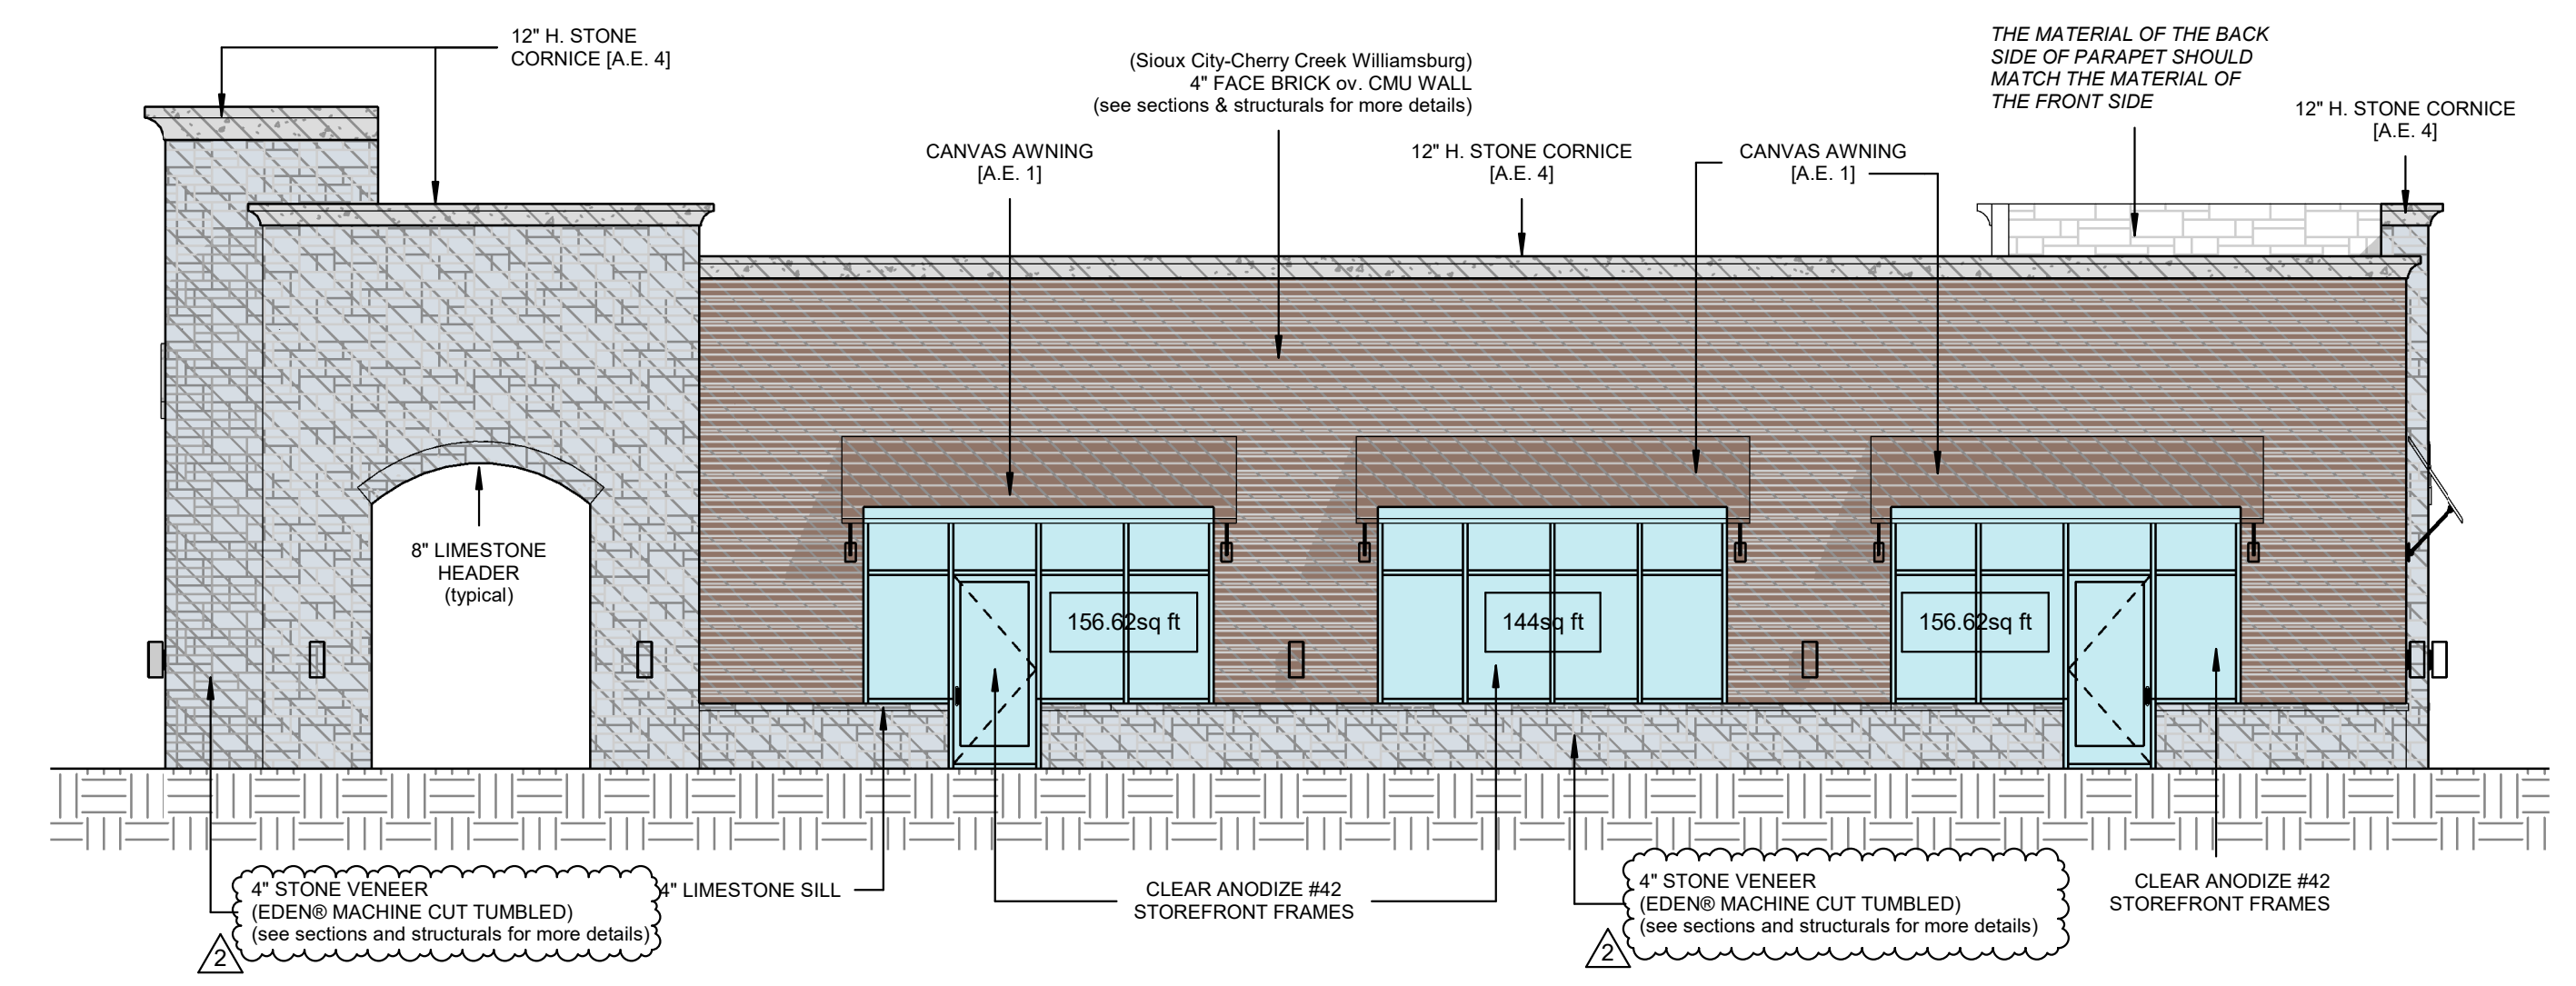 12" H. STONE
CORNICE [A.E. 4]
(Sioux City-Cherry Creek Williamsburg)
4" FACE BRICK ov. CMU WALL
(see sections & structurals for more details)
THE MATERIAL OF THE BACK
SIDE OF PARAPET SHOULD
MATCH THE MATERIAL OF
THE FRONT SIDE
12" H. STONE CORNICE
[A.E. 4]
CANVAS AWNING
[A.E. 1]
12" H. STONE CORNICE
[A.E. 4]
CANVAS AWNING
[A.E. 1]
8" LIMESTONE
HEADER
(typical)
156.62sq ft
144sq ft
156.62sq ft
4" STONE VENEER
(EDEN® MACHINE CUT TUMBLED)
(see sections and structurals for more details)
2
4" LIMESTONE SILL
CLEAR ANODIZE #42
STOREFRONT FRAMES
4" STONE VENEER
(EDEN® MACHINE CUT TUMBLED)
(see sections and structurals for more details)
2
CLEAR ANODIZE #42
STOREFRONT FRAMES